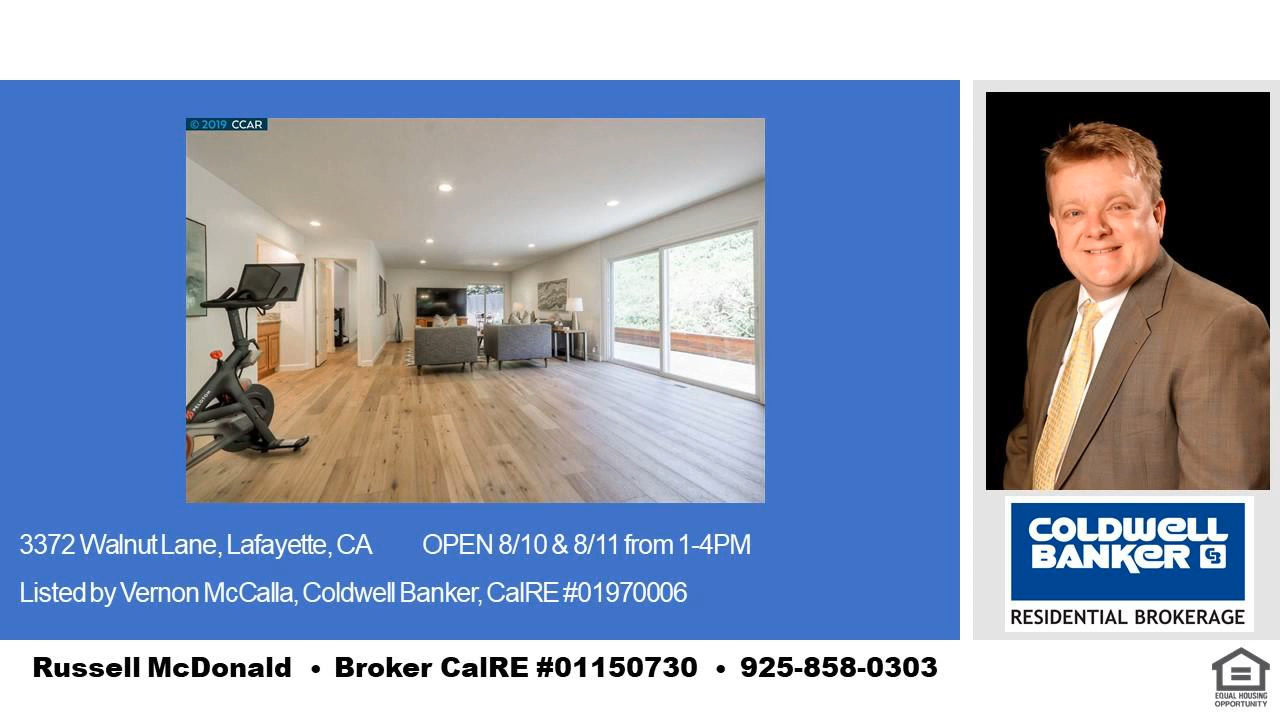 © 2019 CCAR
PELOTON
3372 Walnut Lane, Lafayette, CA OPEN 8/10 & 8/11 from 1-4PM
Listed by Vernon McCalla, Coldwell Banker, CalRE #01970006
COLDWELL
BANKER CB
RESIDENTIAL BROKERAGE
Russell McDonald • Broker CalRE #01150730 • 925-858-0303
EQUAL HOUSING
OPPORTUNITY